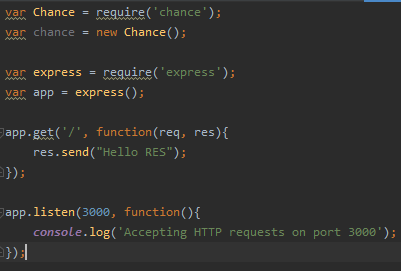 var Chance = require('chance');
var chance = new Chance();
var express = require('express');
var app = express();
app.get('/', function(req, res){
res.send("Hello RES");
});
app.listen(3000, function(){
console.log('Accepting HTTP requests on port 3000');
});